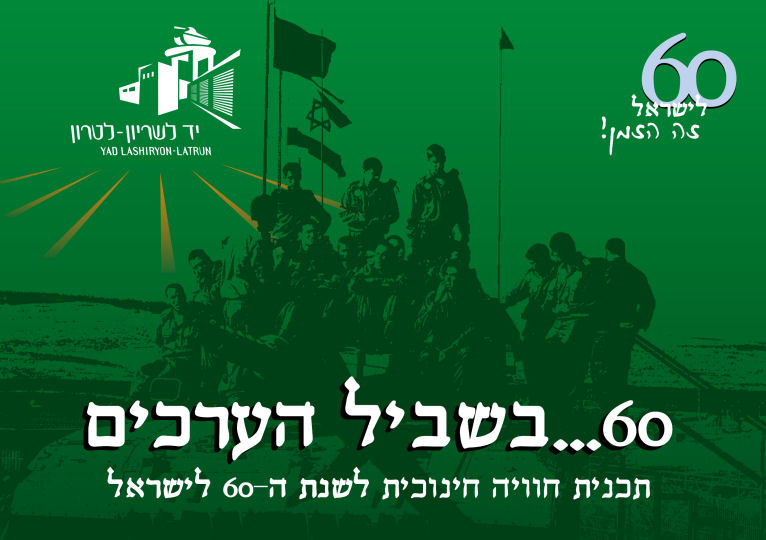 יד לשריון-לטרון
YAD LASHIRYON-LATRUN
60
לישראל
זה הזמן!
60...בשביל הערכים
תכנית חוויה חינוכית לשנת ה-60 לישראל